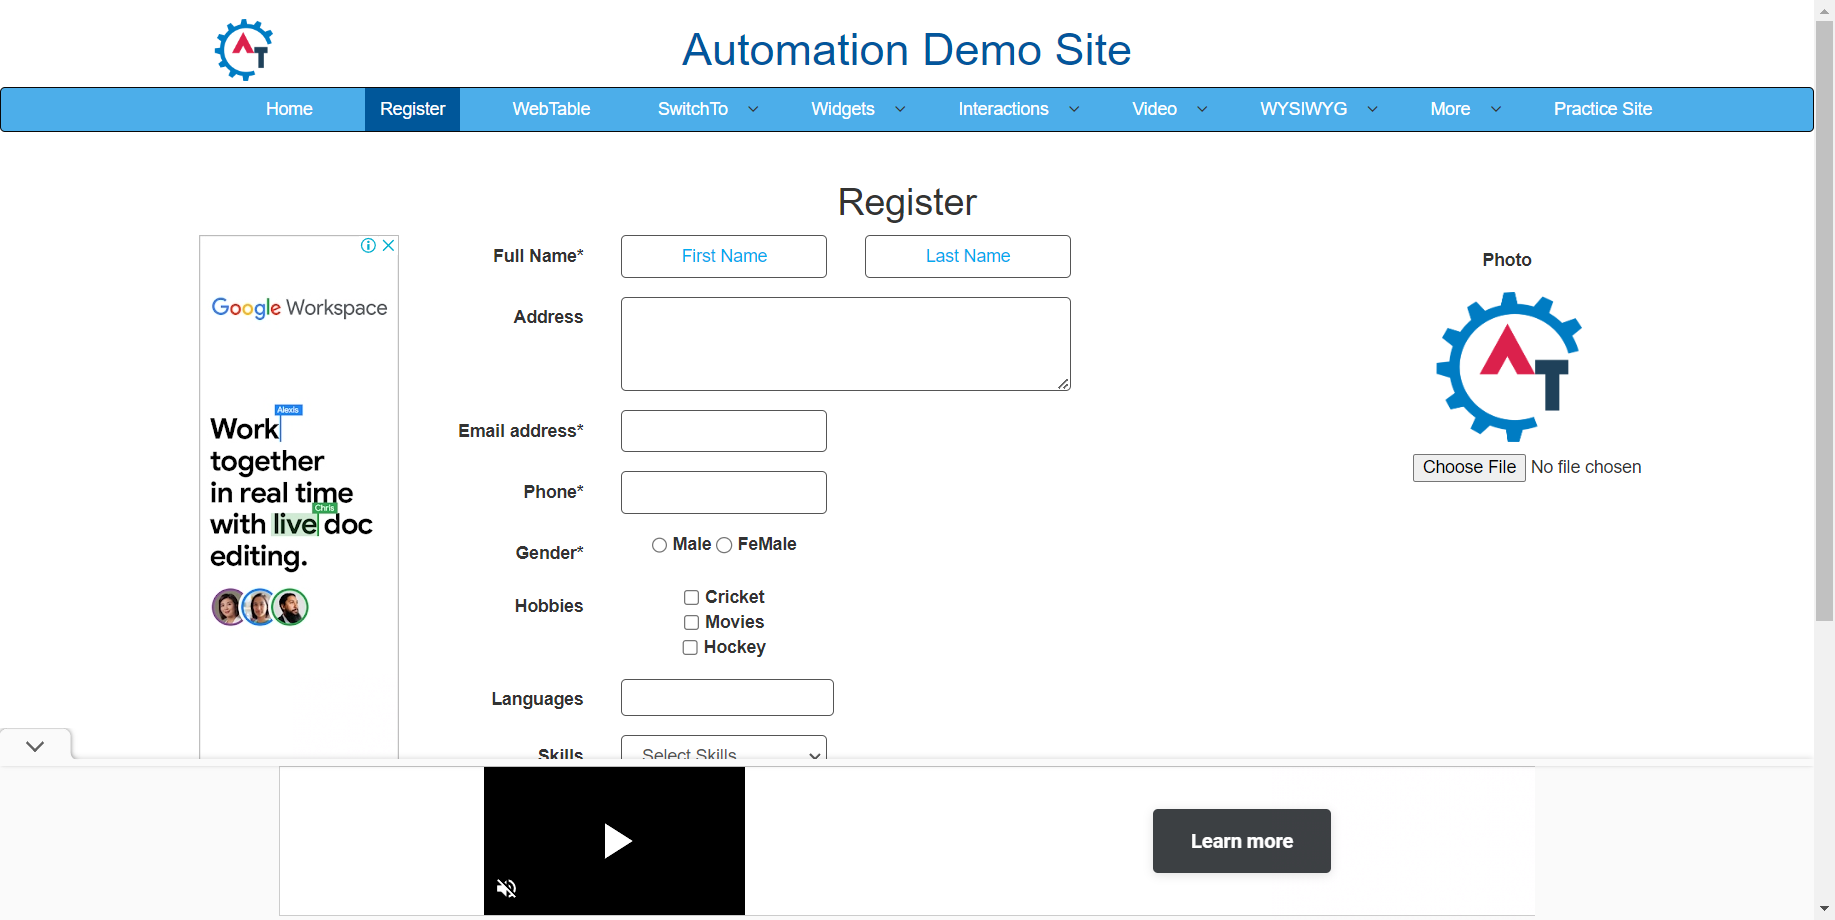 AT
Automation Demo Site
Home Register WebTable SwitchTo Widgets Interactions Video WYSIWYG More Practice Site
Register
Google Workspace
Alexis
Work
together
in real time
Chris
with live doc
editing.
Full Name* First Name Last Name
Address
Email address*
Phone*
Gender* Male FeMale
Hobbies Cricket
Movies
Hockey
Languages
Skills Select Skills
Photo
AT
Choose File No file chosen
Learn more